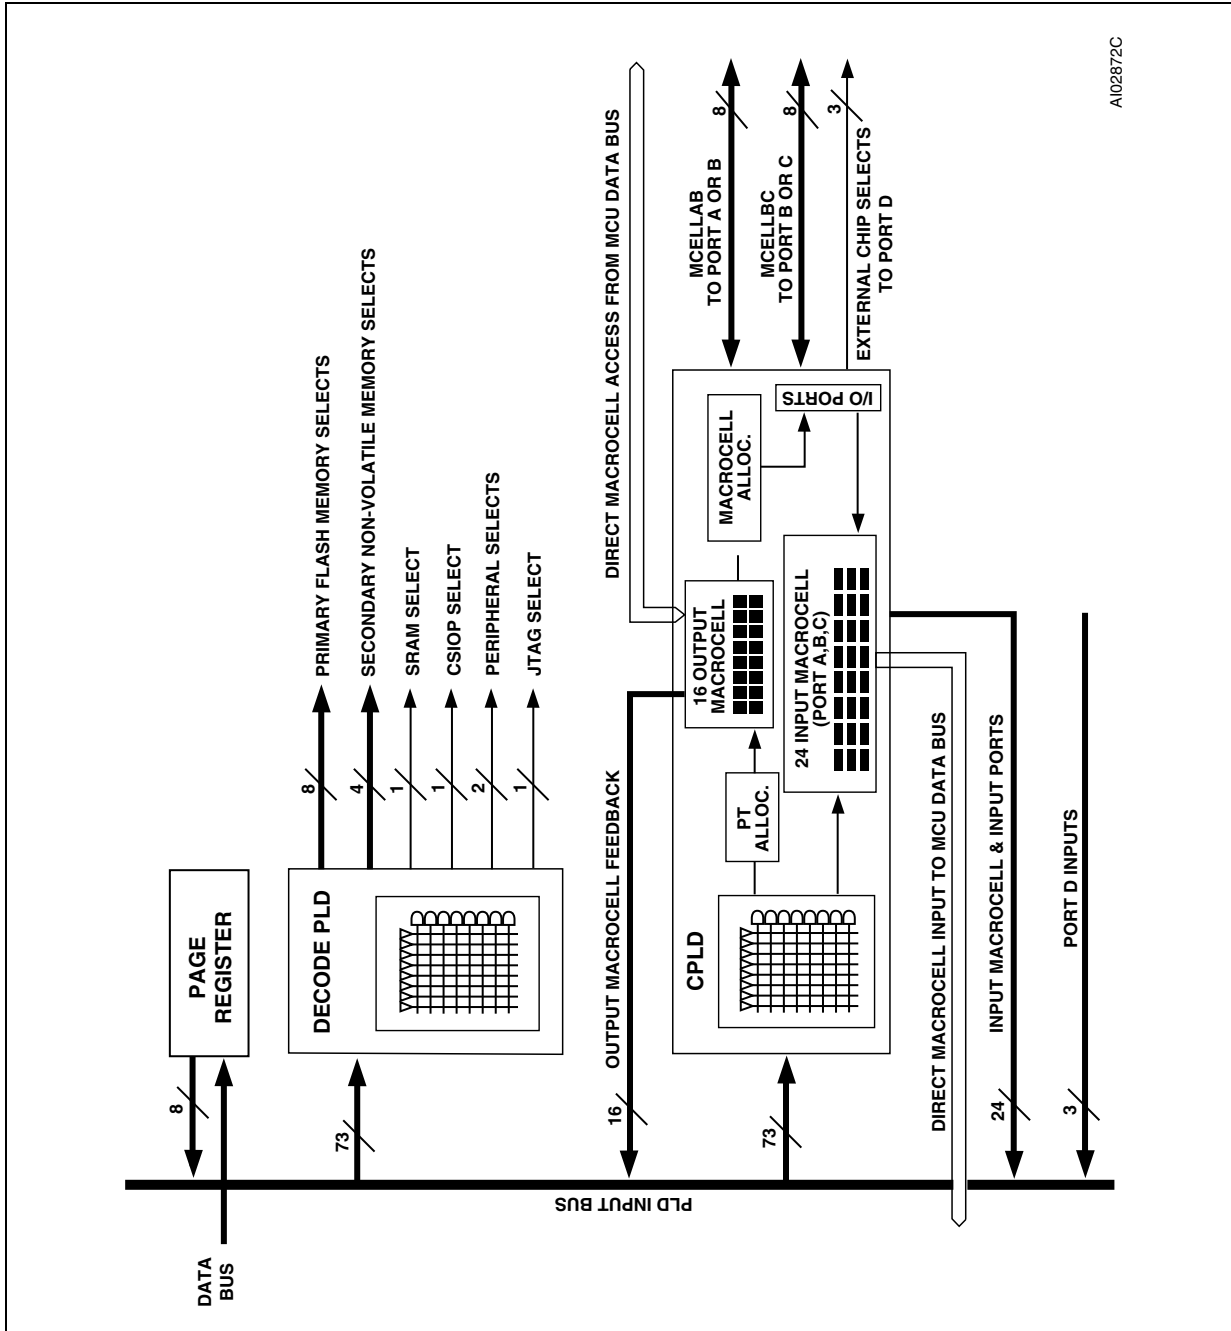 DATA
BUS
8
PAGE
REGISTER
PLD INPUT BUS
73
DECODE PLD
8
PRIMARY FLASH MEMORY SELECTS
4
SECONDARY NON-VOLATILE MEMORY SELECTS
1
SRAM SELECT
1
CSIOP SELECT
2
PERIPHERAL SELECTS
1
JTAG SELECT
16
OUTPUT MACROCELL FEEDBACK
DIRECT MACROCELL ACCESS FROM MCU DATA BUS
73
CPLD
PT
ALLOC.
16 OUTPUT
MACROCELL
MACROCELL
ALLOC.
I/O PORTS
24 INPUT MACROCELL
(PORT A,B,C)
MCELLAB
TO PORT A OR B
8
MCELLBC
TO PORT B OR C
8
EXTERNAL CHIP SELECTS
TO PORT D
3
DIRECT MACROCELL INPUT TO MCU DATA BUS
24
INPUT MACROCELL & INPUT PORTS
3
PORT D INPUTS
AI02872C